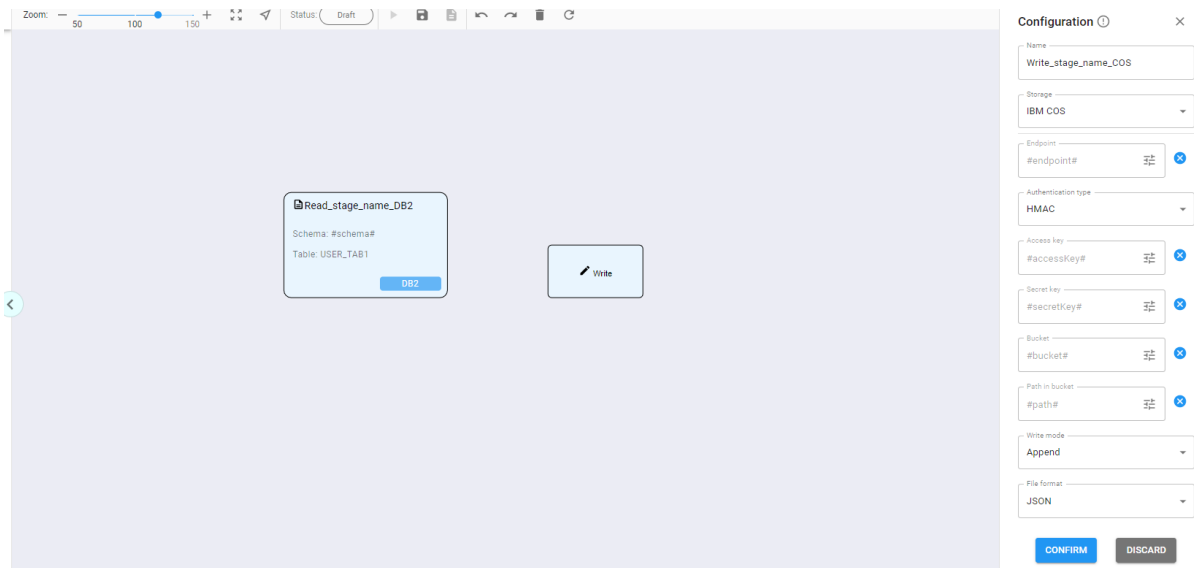 Zoom: 50 100 150 Status: Draft
Read_stage_name_DB2
Schema: #schema#
Table: USER_TAB1
DB2
Write
Configuration
Name
Write_stage_name_COS
Storage
IBM COS
Endpoint
#endpoint#
Authentication type
HMAC
Access key
#accessKey#
Secret key
#secretKey#
Bucket
#bucket#
Path in bucket
#path#
Write mode
Append
File format
JSON
CONFIRM DISCARD